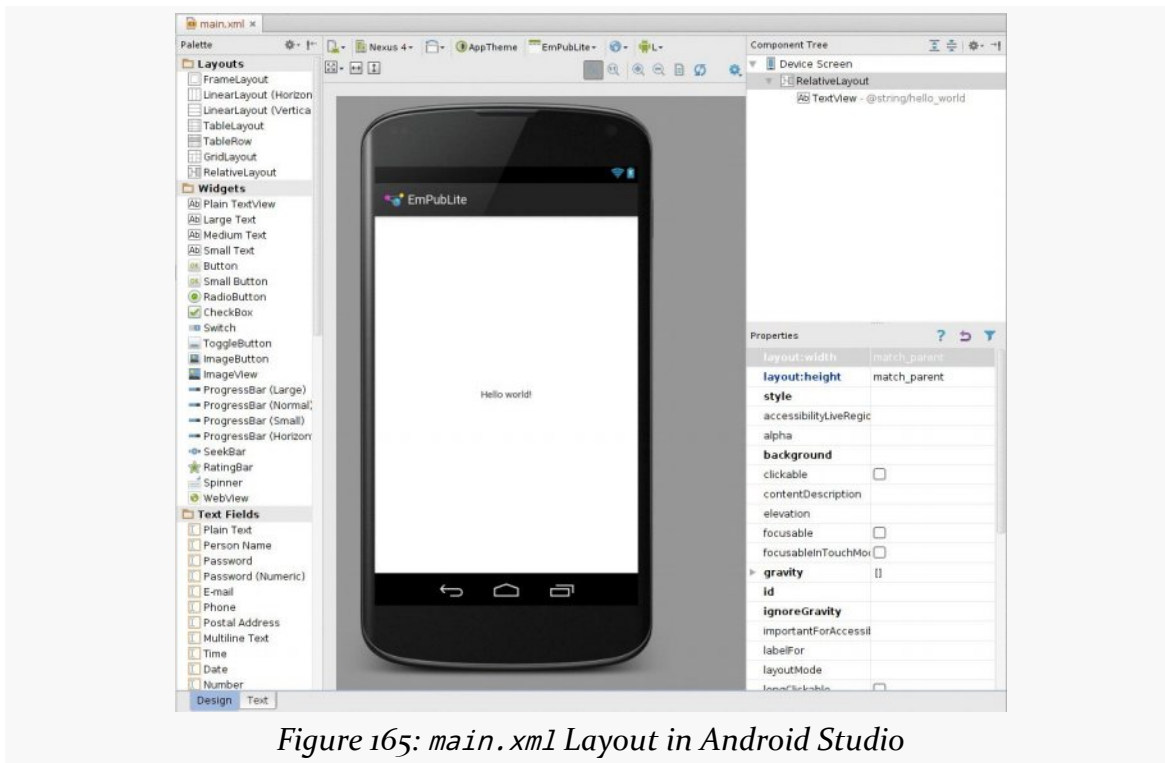 main.xml
Palette
Layouts
FrameLayout
LinearLayout (Horizon
LinearLayout (Vertica
TableLayout
TableRow
GridLayout
RelativeLayout
Widgets
Plain TextView
Large Text
Medium Text
Small Text
Button
Small Button
RadioButton
CheckBox
Switch
ToggleButton
ImageButton
ImageView
ProgressBar (Large)
ProgressBar (Normal)
ProgressBar (Small)
ProgressBar (Horizon
SeekBar
RatingBar
Spinner
WebView
Text Fields
Plain Text
Person Name
Password
Password (Numeric)
E-mail
Phone
Postal Address
Multiline Text
Time
Date
Number
Design Text
Nexus 4 AppTheme EmPubLite L
EmPubLite
Hello world!
Component Tree
Device Screen
RelativeLayout
Ab TextView - @string/hello_world
Properties ?
layout:width match_parent
layout:height match_parent
style
accessibilityLiveRegic
alpha
background
clickable
contentDescription
elevation
focusable
focusableInTouchMo
gravity []
id
ignoreGravity
importantForAccessil
labelFor
layoutMode
longClickable
Figure 165: main.xml Layout in Android Studio